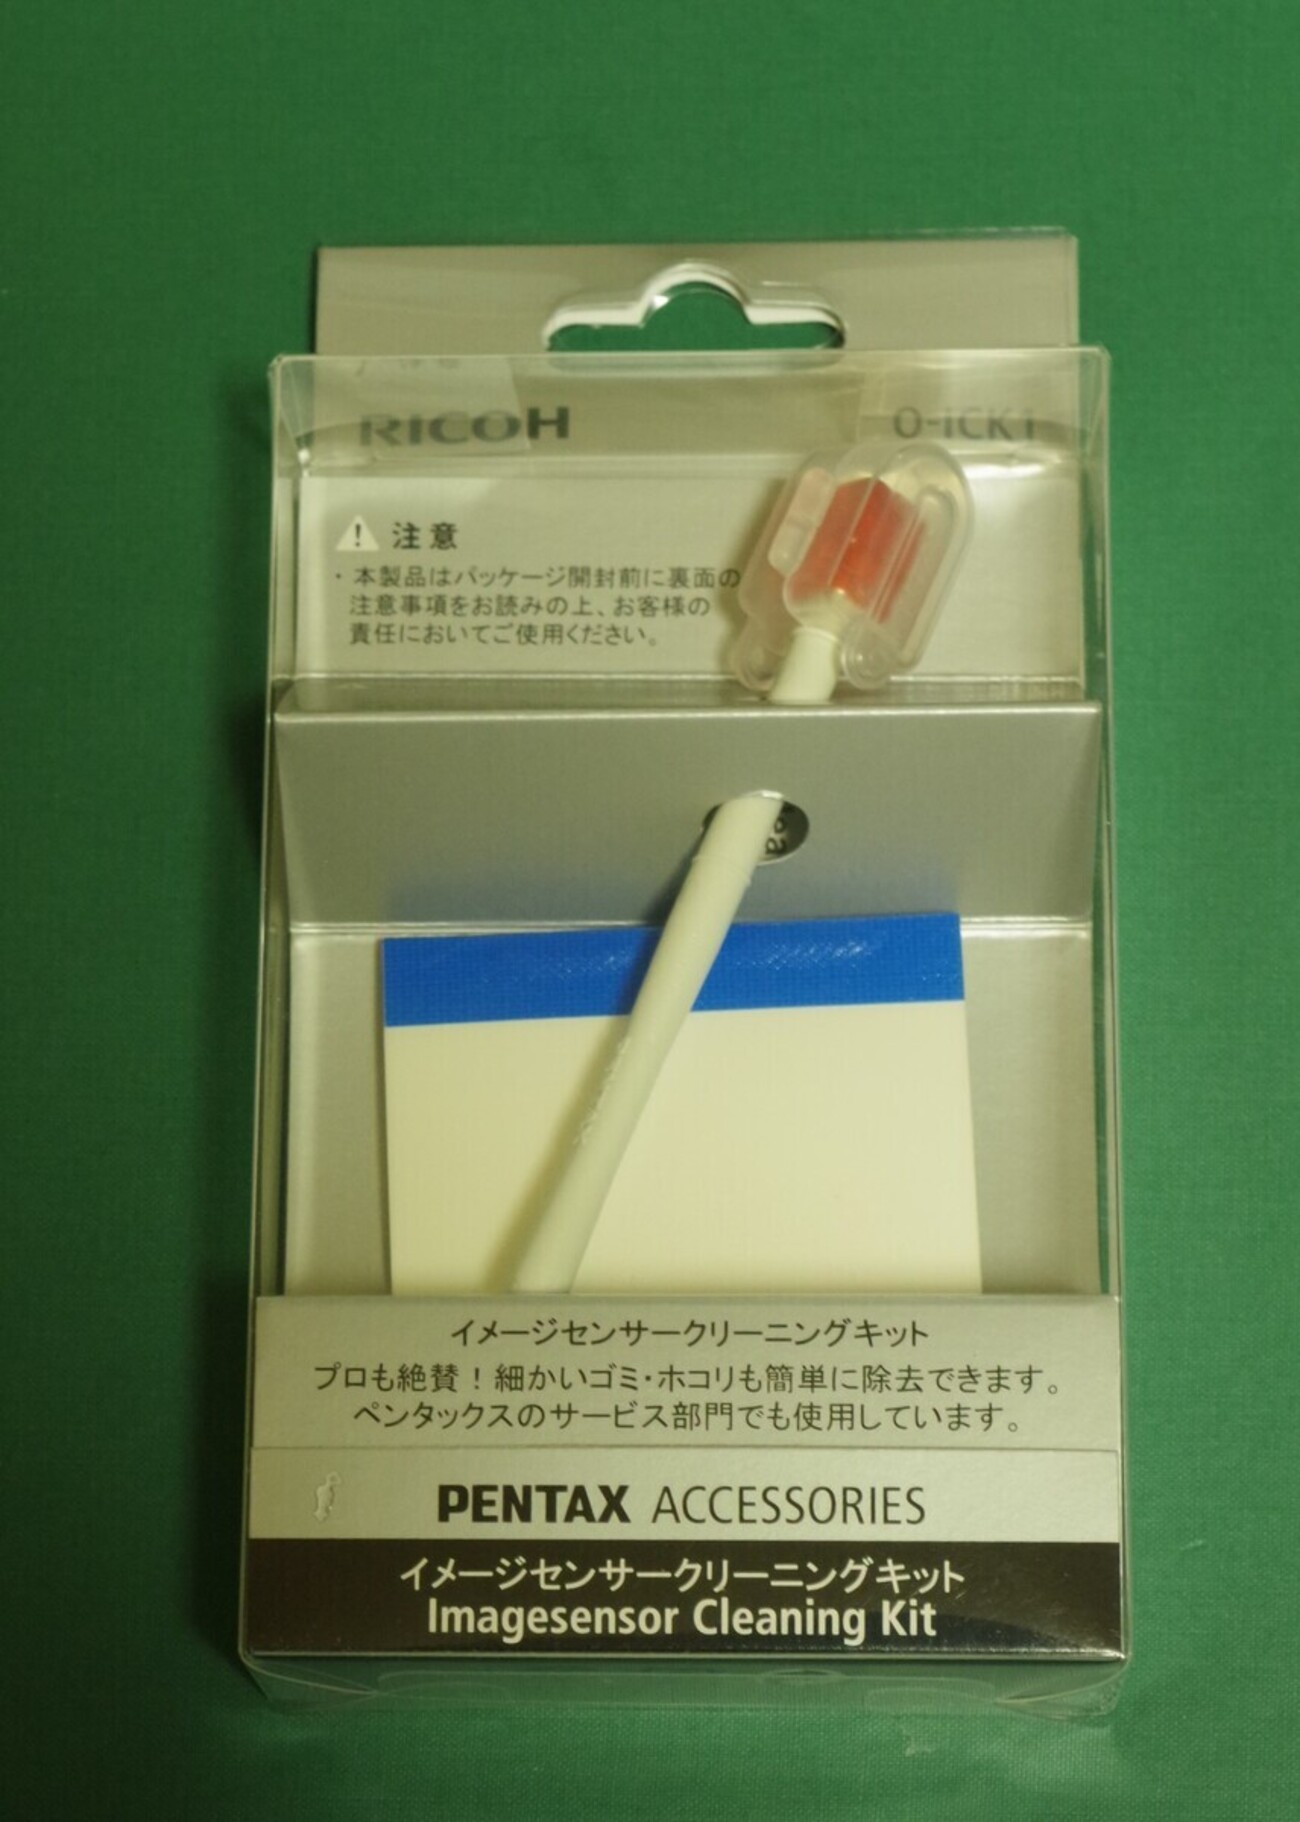 RICOH
O-ICK1
注意
・本製品はパッケージ開封前に裏面の
注意事項をお読みの上、お客様の
責任においてご使用ください。
イメージセンサークリーニングキット
プロも絶賛！細かいゴミ・ホコリも簡単に除去できます。
ペンタックスのサービス部門でも使用しています。
PENTAX ACCESSORIES
イメージセンサークリーニングキット
Imagesensor Cleaning Kit